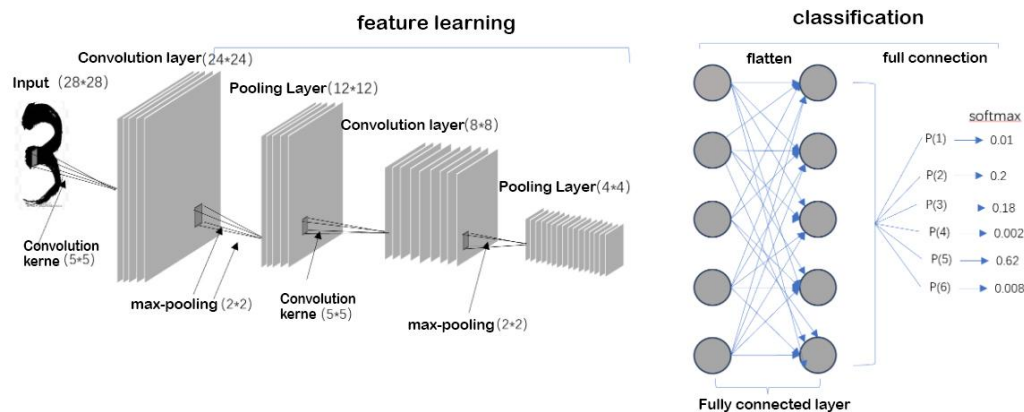 feature learning
Convolution layer(24*24)
Input (28*28)
Pooling Layer(12*12)
Convolution layer(8*8)
Pooling Layer(4*4)
Convolution
kerne (5*5)
max-pooling (2*2)
Convolution
kerne (5*5)
max-pooling (2*2)
classification
flatten
full connection
softmax
P(1) 0.01
P(2) 0.2
P(3) 0.18
P(4) 0.002
P(5) 0.62
P(6) 0.008
Fully connected layer